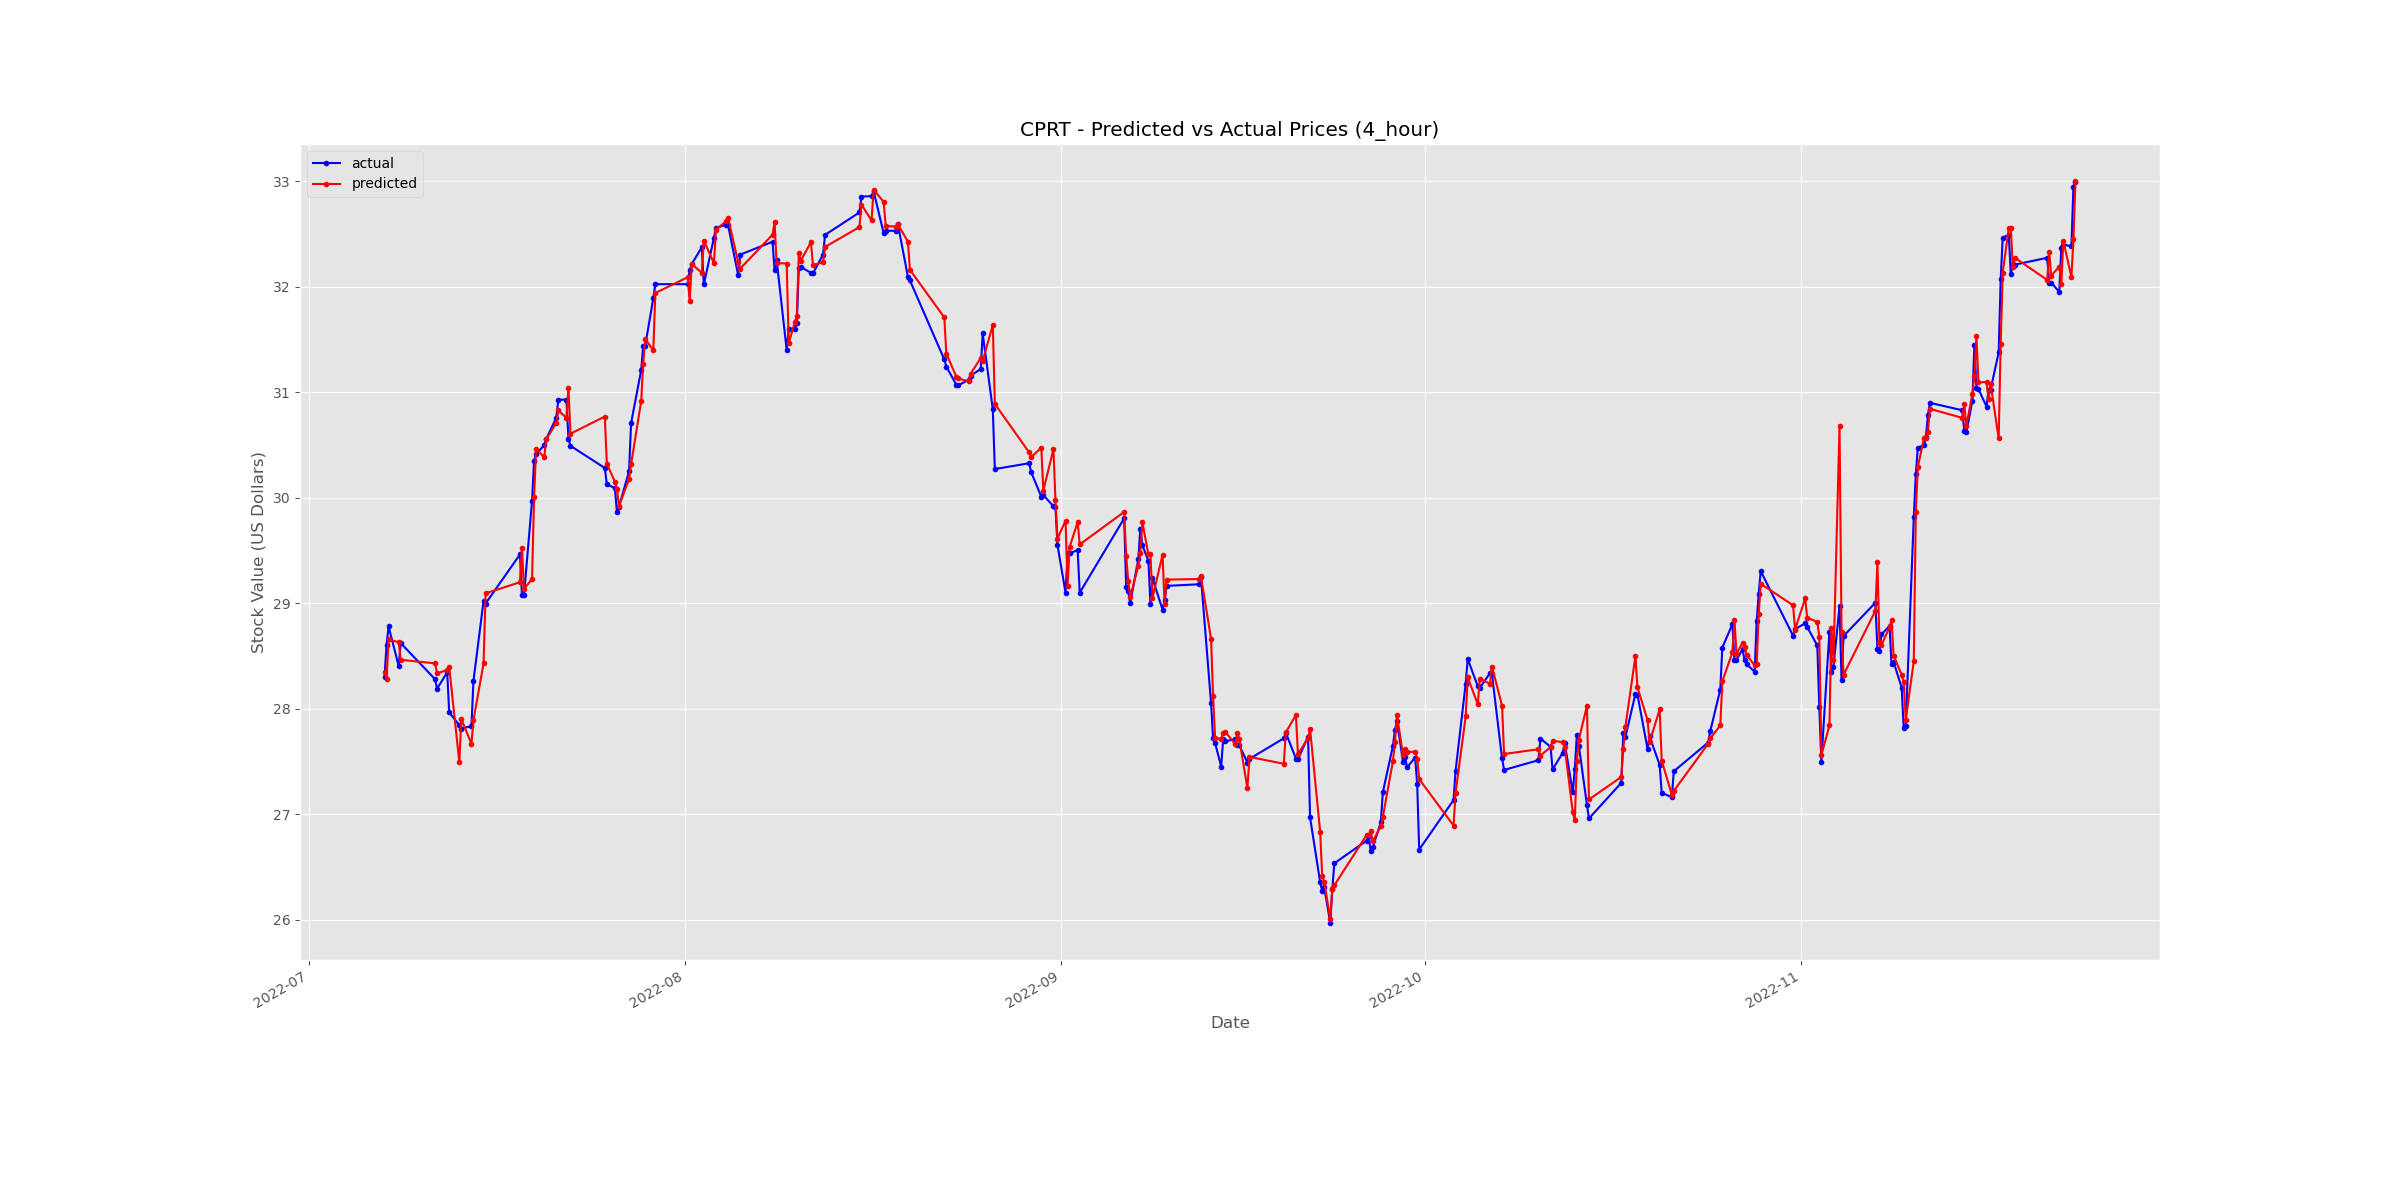 CPRT - Predicted vs Actual Prices (4_hour)
actual
predicted
33
32
31
30
29
28
27
26
Stock Value (US Dollars)
2022-07
2022-08
2022-09
2022-10
2022-11
Date